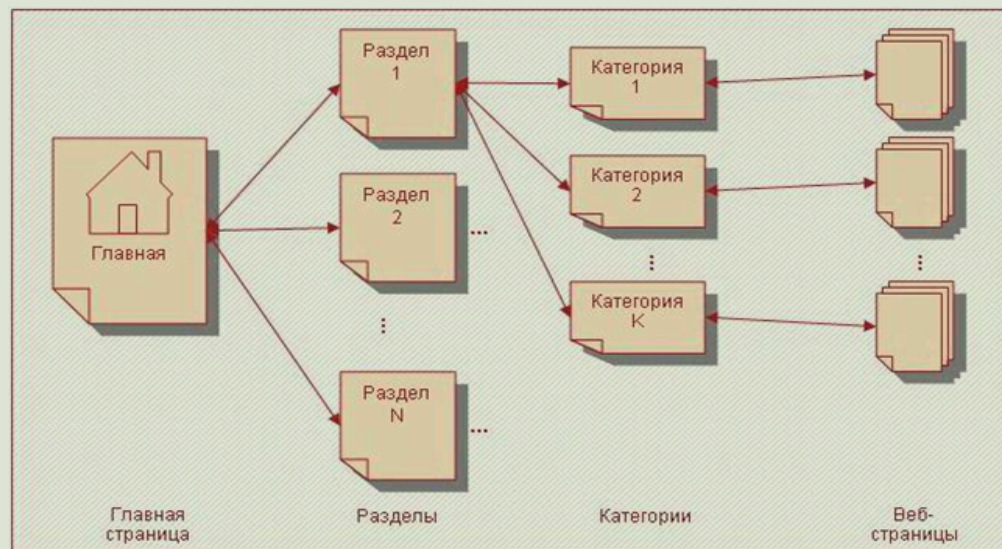 Главная
Раздел
1
Раздел
2
...
...
Раздел
N
...
Категория
1
Категория
2
...
Категория
K
...
Главная
страница
Разделы
Категории
Веб-
страницы